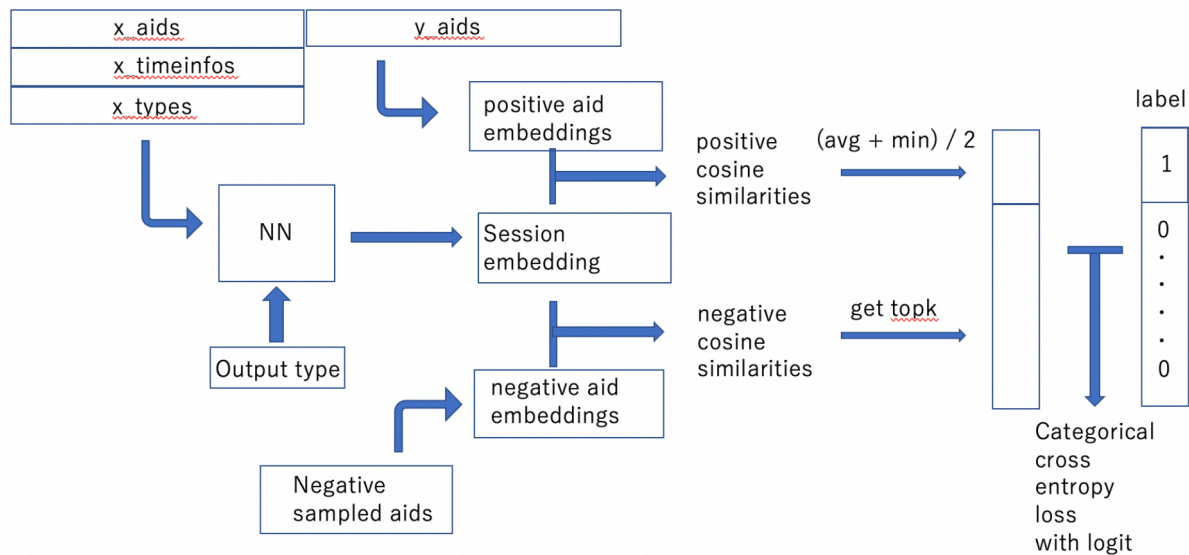 x_aids
y_aids
x_timeinfos
x_types
positive aid
embeddings
label
positive
cosine
similarities
(avg + min) / 2
1
NN
Session
embedding
0
.
.
.
.
0
negative
cosine
similarities
get topk
Output type
negative aid
embeddings
Negative
sampled aids
Categorical
cross
entropy
loss
with logit